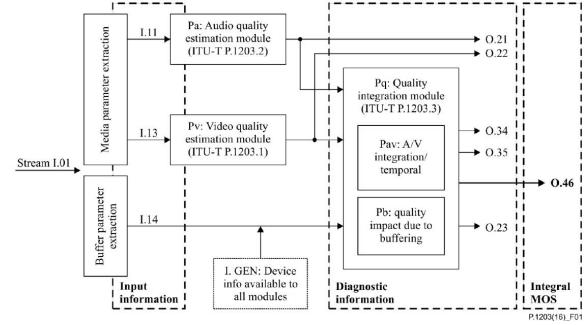 Stream I.01
Media parameter extraction
Buffer parameter
extraction
I.11
I.13
I.14
Input
information
Pa: Audio quality
estimation module
(ITU-T P.1203.2)
Pv: Video quality
estimation module
(ITU-T P.1203.1)
I. GEN: Device
info available to
all modules
Pq: Quality
integration module
(ITU-T P.1203.3)
Pav: A/V
integration/
temporal
Pb: quality
impact due to
buffering
Diagnostic
information
O.21
O.22
O.34
O.35
O.46
O.23
Integral
MOS
P.1203(16)_F01